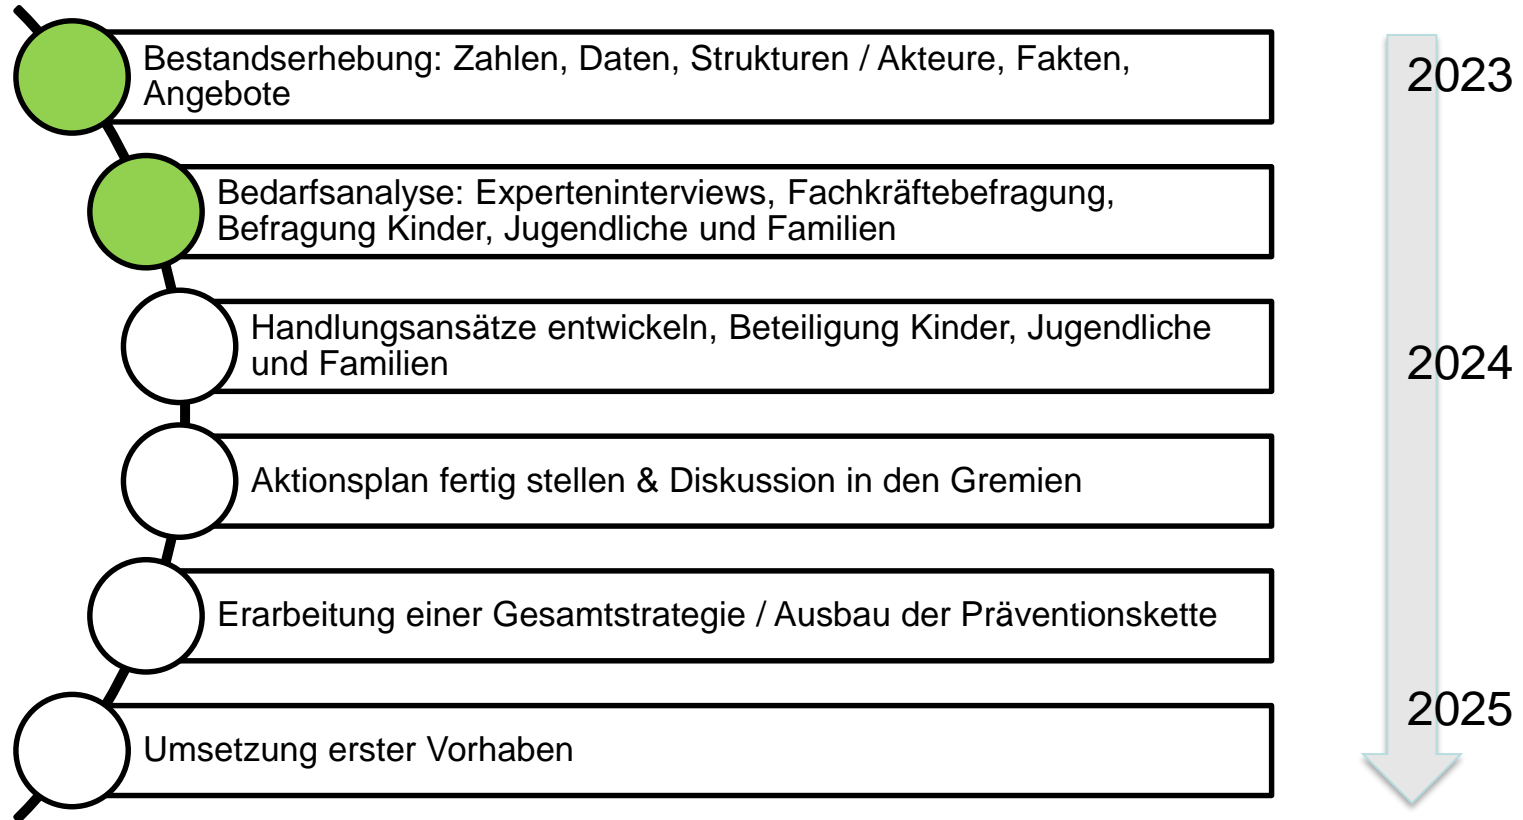 Bestandserhebung: Zahlen, Daten, Strukturen / Akteure, Fakten,
Angebote
2023
Bedarfsanalyse: Experteninterviews, Fachkräftebefragung,
Befragung Kinder, Jugendliche und Familien
Handlungsansätze entwickeln, Beteiligung Kinder, Jugendliche
und Familien
2024
Aktionsplan fertig stellen & Diskussion in den Gremien
Erarbeitung einer Gesamtstrategie / Ausbau der Präventionskette
2025
Umsetzung erster Vorhaben